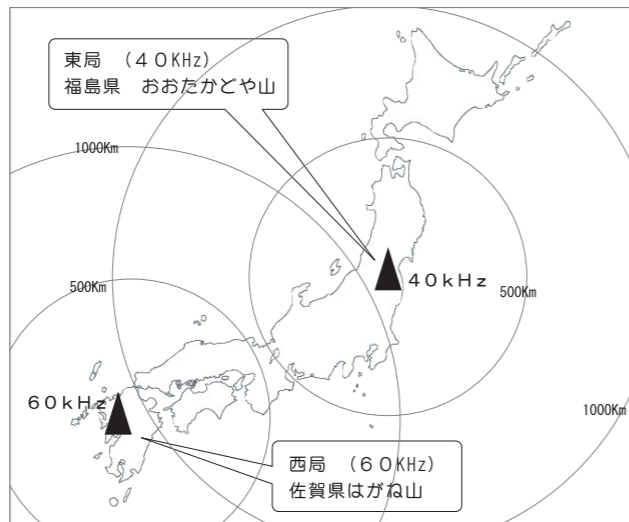 東局 （４０KHz）
福島県　おおたかどや山
1000Km
500Km
４０ｋＨｚ
500Km
1000Km
６０ｋＨｚ
西局 （６０KHz）
佐賀県はがね山